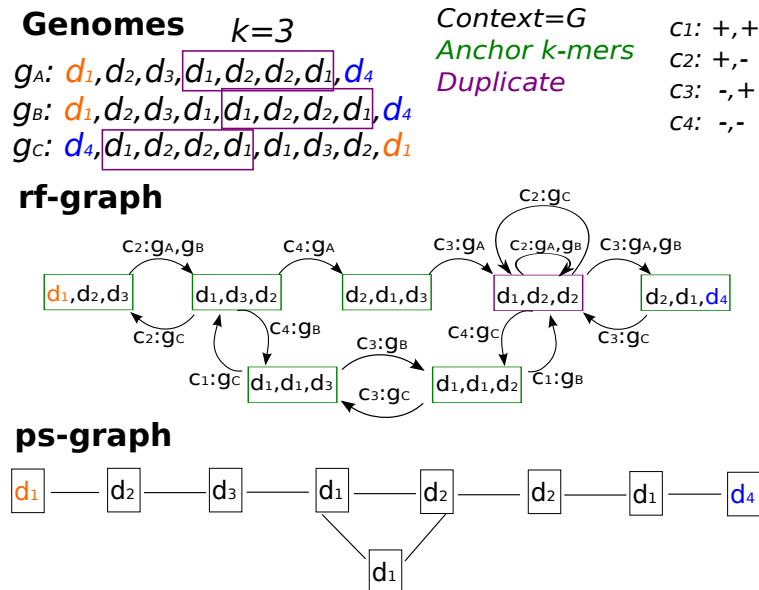 Genomes
k=3
gA: d1,d2,d3,d1,d2,d2,d1,d4
gB: d1,d2,d3,d1,d1,d2,d2,d1,d4
gC: d4,d1,d2,d2,d1,d1,d3,d2,d1
Context=G
Anchor k-mers
Duplicate
c1: +,+
c2: +,-
c3: -,+
c4: -,-
rf-graph
c2:gC
c2:gA,gB
c4:gA
c3:gA
c2:gA,gB
c3:gA,gB
d1,d2,d3
d1,d3,d2
d2,d1,d3
d1,d2,d2
d2,d1,d4
c2:gC
c4:gB
c4:gC
c3:gC
c1:gC
c3:gB
c1:gB
d1,d1,d3
c3:gC
d1,d1,d2
ps-graph
d1
d2
d3
d1
d2
d2
d1
d4
d1